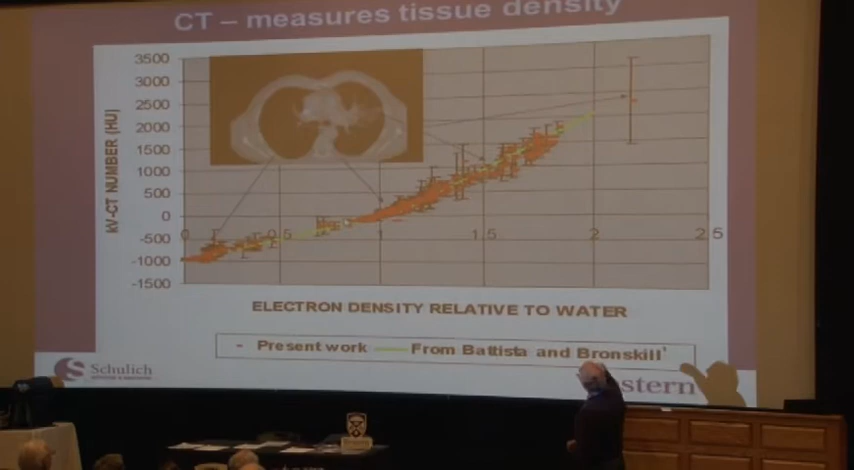 CT – measures tissue density
3500
3000
2500
2000
1500
1000
500
0
-500
-1000
-1500
kV-CT NUMBER (HU)
0 0.5 1 1.5 2 2.5
ELECTRON DENSITY RELATIVE TO WATER
- Present work From Battista and Bronskill¹
Schulich
stern